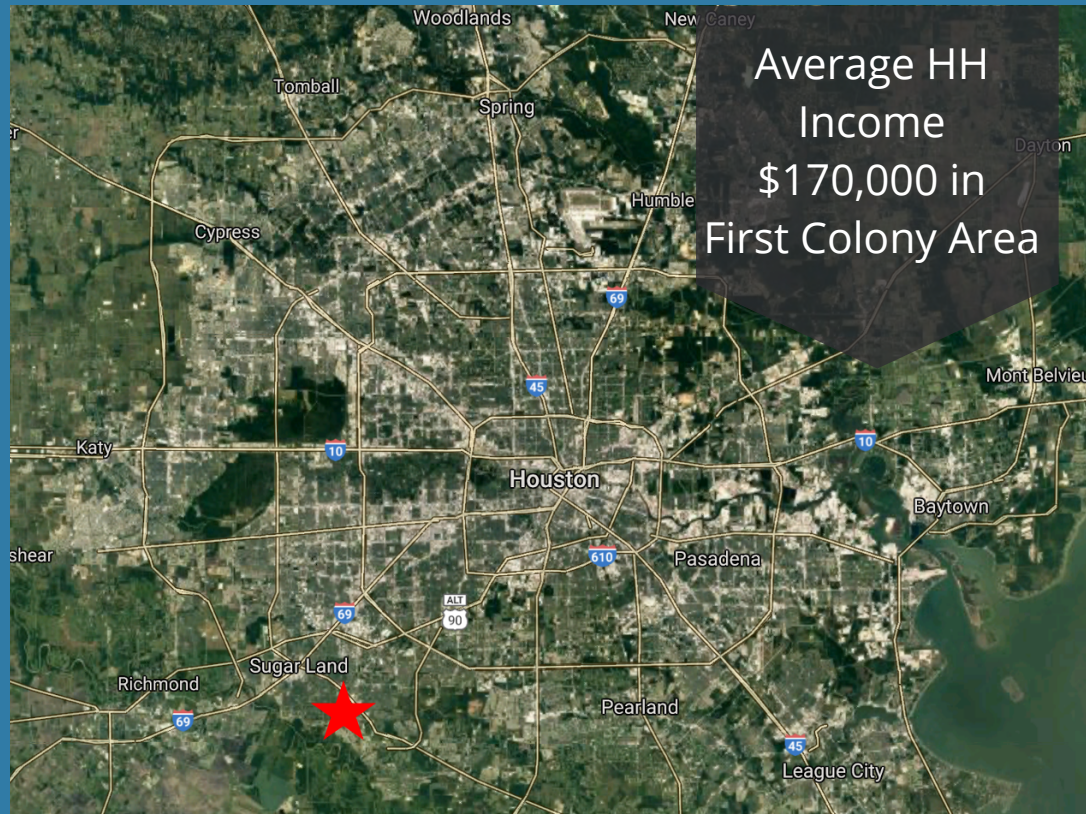 Woodlands
New Caney
Average HH
Income
$170,000 in
First Colony Area
Tomball
Spring
er
Dayton
Humble
Cypress
69
45
Mont Belvieu
Katy
10
10
Houston
Baytown
shear
610
Pasadena
ALT
90
69
Sugar Land
Richmond
Pearland
69
45
League City